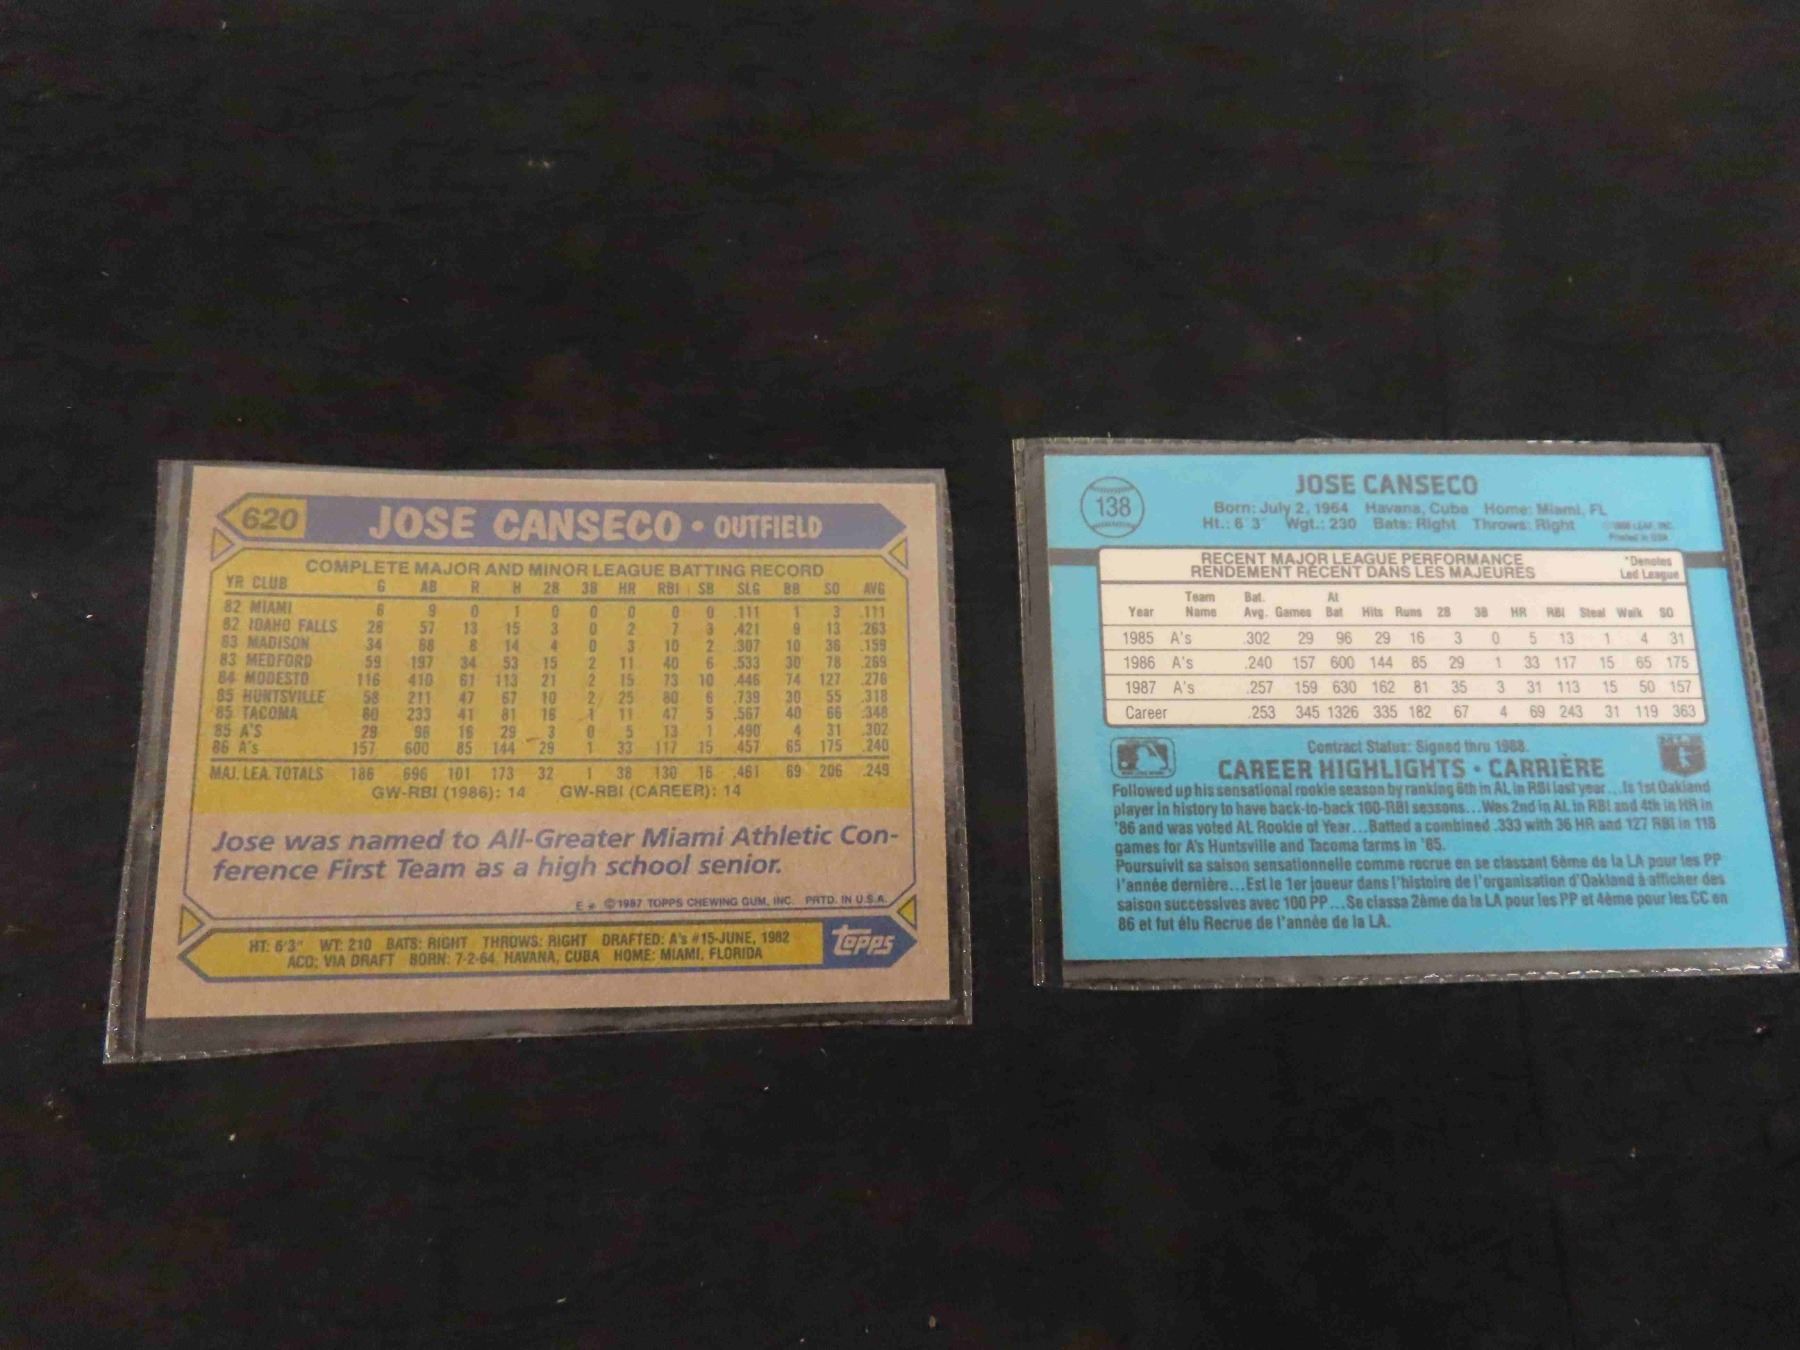 620
JOSE CANSECO • OUTFIELD
COMPLETE MAJOR AND MINOR LEAGUE BATTING RECORD
YR CLUB G AB R H 2B 3B HR RBI SB SLG BB SO AVG
82 MIAMI 6 9 0 1 0 0 0 0 0 .111 1 3 .111
82 IDAHO FALLS 28 57 13 15 3 0 2 7 3 .421 9 13 .263
83 MADISON 34 88 8 14 4 0 3 10 2 .307 10 36 .159
83 MEDFORD 59 197 34 53 15 2 11 40 6 .533 30 78 .269
84 MODESTO 116 410 61 113 21 2 15 73 10 .446 74 127 .276
85 HUNTSVILLE 58 211 47 67 10 2 25 80 6 .739 30 55 .318
85 TACOMA 60 233 41 81 16 1 11 47 5 .567 40 66 .348
85 A'S 29 96 16 29 3 0 5 13 1 .490 4 31 .302
86 A's 157 600 85 144 29 1 33 117 15 .457 65 175 .240
MAJ. LEA. TOTALS 186 696 101 173 32 1 38 130 16 .461 69 206 .249
GW-RBI (1986): 14 GW-RBI (CAREER): 14
Jose was named to All-Greater Miami Athletic Con-
ference First Team as a high school senior.
E * ©1987 TOPPS CHEWING GUM, INC. PRTD. IN U.S.A.
HT: 6'3" WT: 210 BATS: RIGHT THROWS: RIGHT DRAFTED: A's #15-JUNE, 1982
ACQ: VIA DRAFT BORN: 7-2-64, HAVANA, CUBA HOME: MIAMI, FLORIDA
topps
138
JOSE CANSECO
Born: July 2, 1964 Havana, Cuba Home: Miami, FL
Ht.: 6'3" Wgt.: 230 Bats: Right Throws: Right
©1988 LEAF, INC.
Printed in USA
RECENT MAJOR LEAGUE PERFORMANCE
RENDEMENT RÉCENT DANS LES MAJEURES
*Denotes
Led League
Year Team Name Bat. Avg. Games At Bat Hits Runs 2B 3B HR RBI Steal Walk SO
1985 A's .302 29 96 29 16 3 0 5 13 1 4 31
1986 A's .240 157 600 144 85 29 1 33 117 15 65 175
1987 A's .257 159 630 162 81 35 3 31 113 15 50 157
Career .253 345 1326 335 182 67 4 69 243 31 119 363
Contract Status: Signed thru 1988.
CAREER HIGHLIGHTS • CARRIÈRE
Followed up his sensational rookie season by ranking 6th in AL in RBI last year...Is 1st Oakland
player in history to have back-to-back 100-RBI seasons...Was 2nd in AL in RBI and 4th in HR in
'86 and was voted AL Rookie of Year...Batted a combined .333 with 36 HR and 127 RBI in 118
games for A's Huntsville and Tacoma farms in '85.
Poursuivit sa saison sensationnelle comme recrue en se classant 6ème de la LA pour les PP
l'année dernière...Est le 1er joueur dans l'histoire de l'organisation d'Oakland à afficher des
saison successives avec 100 PP...Se classa 2ème da la LA pour les PP et 4ème pour les CC en
86 et fut élu Recrue de l'année de la LA.